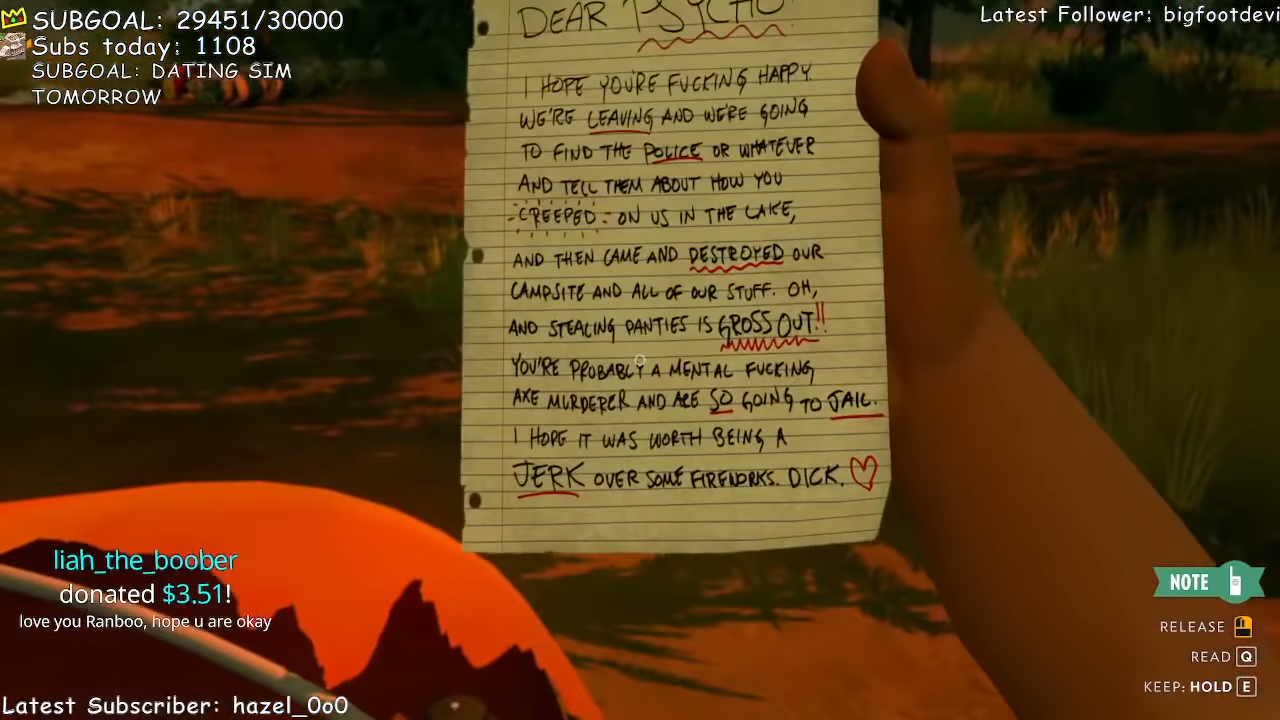 SUBGOAL: 29451/30000
Subs today: 1108
SUBGOAL: DATING SIM
TOMORROW
Latest Follower: bigfootdevi
DEAR PSYCHO
I HOPE YOU'RE FUCKING HAPPY.
WE'RE LEAVING AND WE'RE GOING
TO FIND THE POLICE OR WHATEVER
AND TELL THEM ABOUT HOW YOU
-CREEPED- ON US IN THE LAKE,
AND THEN CAME AND DESTROYED OUR
CAMPSITE AND ALL OF OUR STUFF. OH,
AND STEALING PANTIES IS GROSS OUT!!
YOU'RE PROBABLY A MENTAL FUCKING
AXE MURDERER AND ARE SO GOING TO JAIL.
I HOPE IT WAS WORTH BEING A
JERK OVER SOME FIREWORKS. DICK.
liah_the_boober
donated $3.51!
love you Ranboo, hope u are okay
NOTE
RELEASE
READ Q
KEEP: HOLD E
Latest Subscriber: hazel_0o0